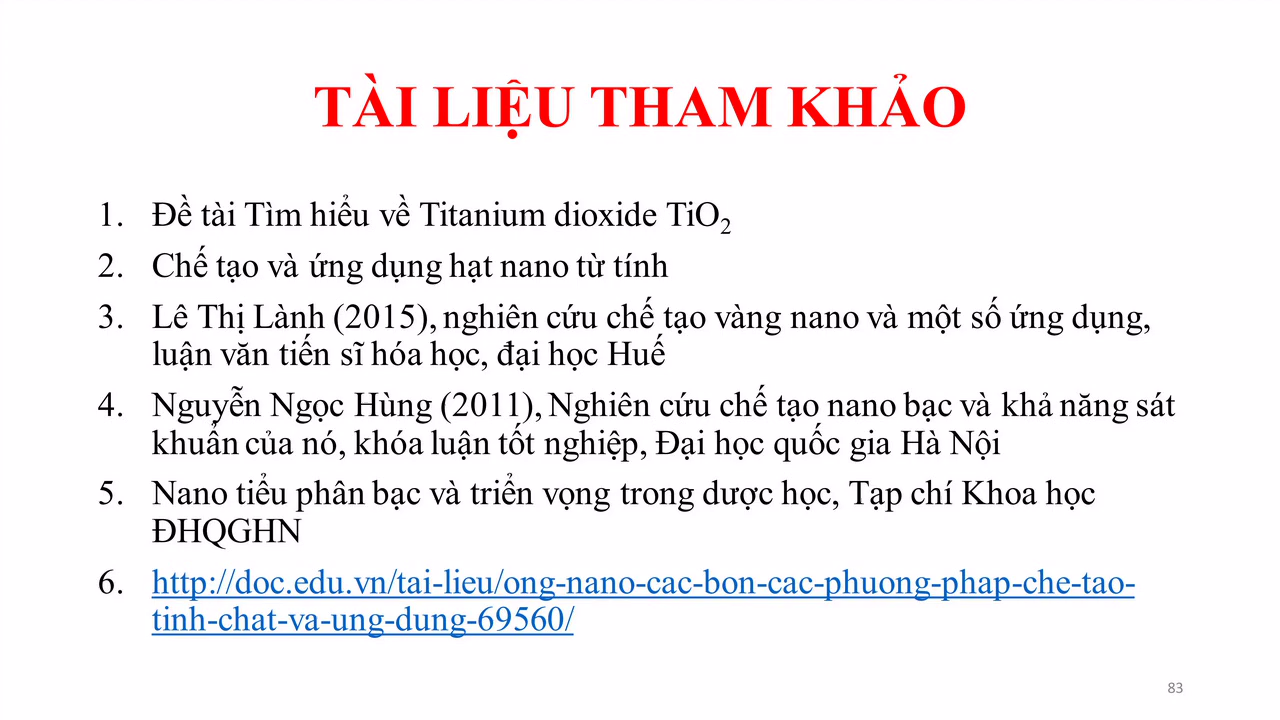 TÀI LIỆU THAM KHẢO
1. Đề tài Tìm hiểu về Titanium dioxide TiO₂
2. Chế tạo và ứng dụng hạt nano từ tính
3. Lê Thị Lành (2015), nghiên cứu chế tạo vàng nano và một số ứng dụng,
luận văn tiến sĩ hóa học, đại học Huế
4. Nguyễn Ngọc Hùng (2011), Nghiên cứu chế tạo nano bạc và khả năng sát
khuẩn của nó, khóa luận tốt nghiệp, Đại học quốc gia Hà Nội
5. Nano tiểu phân bạc và triển vọng trong dược học, Tạp chí Khoa học
ĐHQGHN
6. http://doc.edu.vn/tai-lieu/ong-nano-cac-bon-cac-phuong-phap-che-tao-
tinh-chat-va-ung-dung-69560/
83